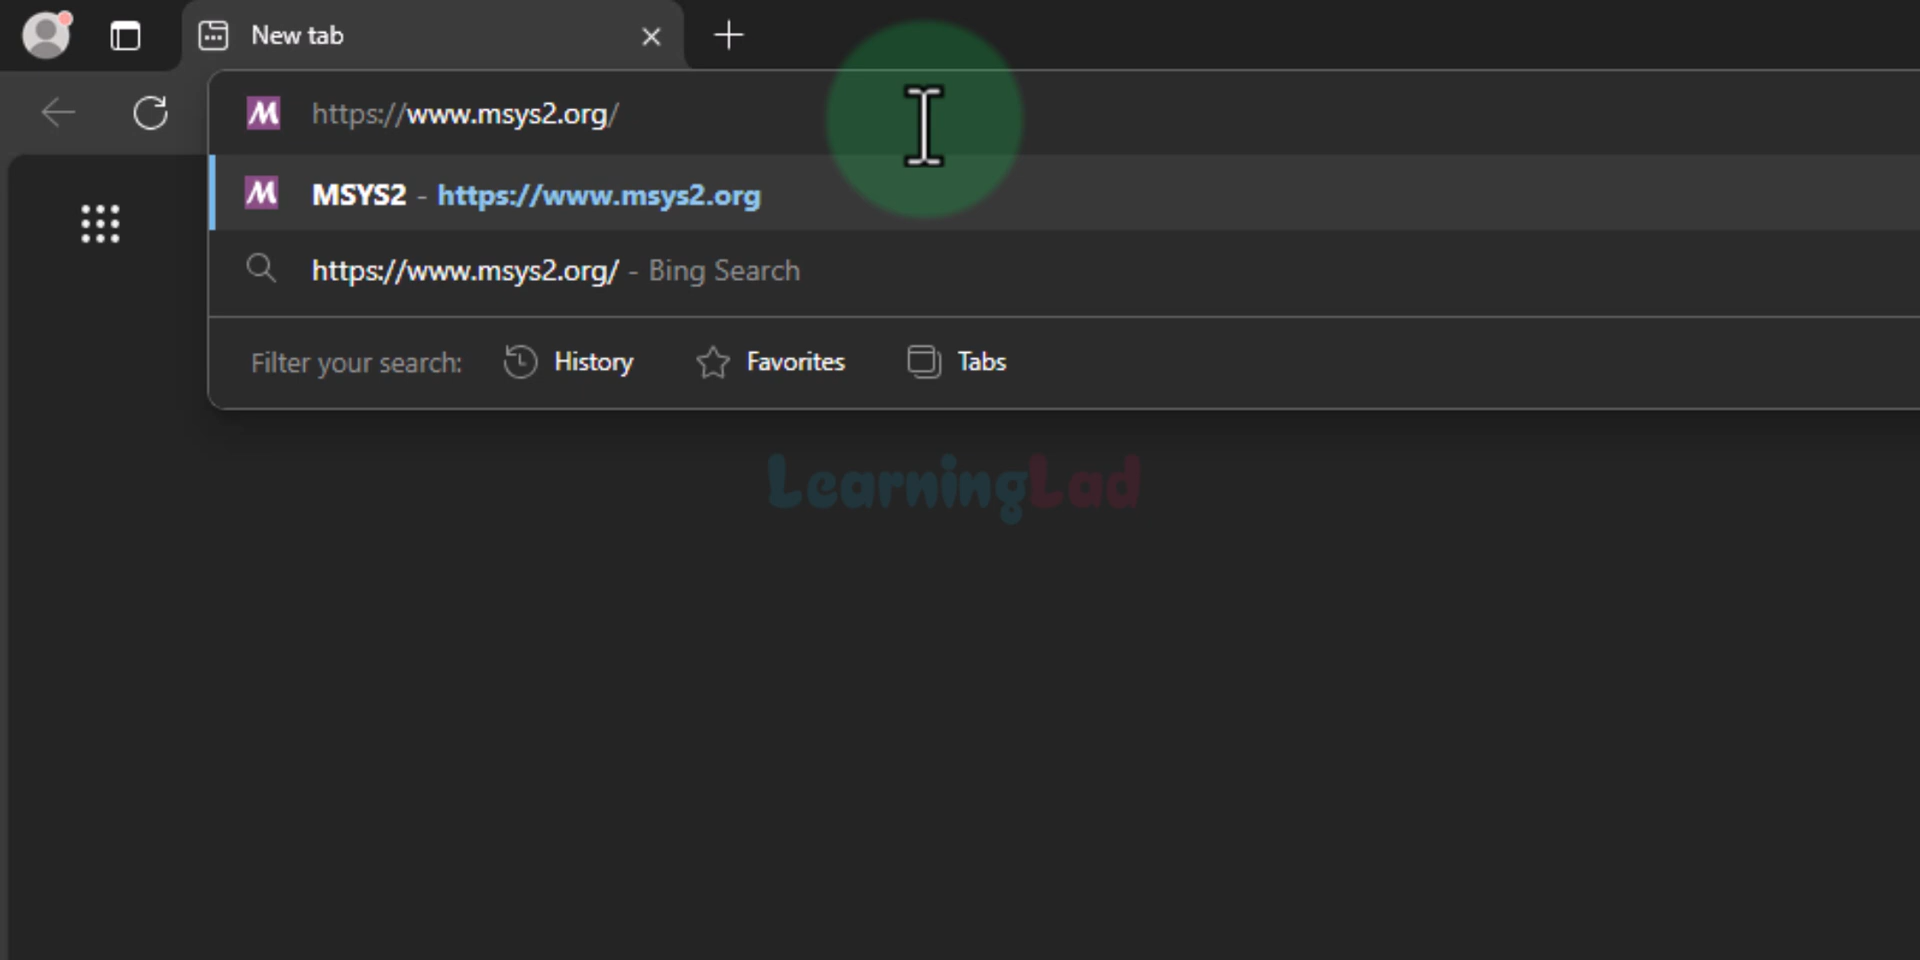 New tab
https://www.msys2.org/
MSYS2 - https://www.msys2.org
https://www.msys2.org/ - Bing Search
Filter your search: History Favorites Tabs
LearningLad